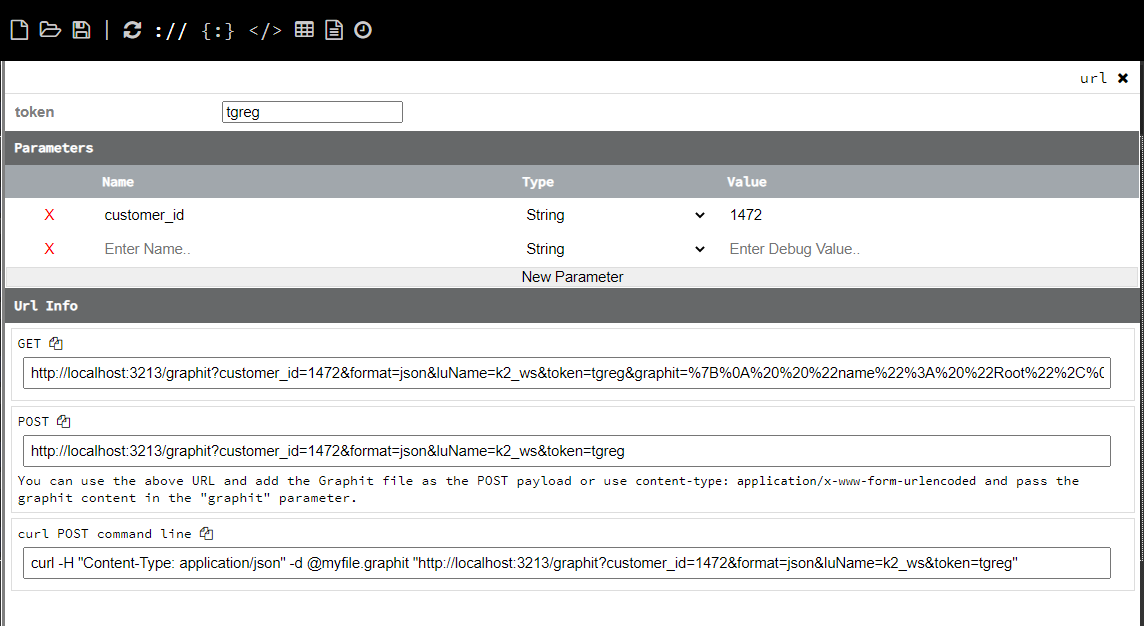 | :// {:} </>
url ✖
token tgreg
Parameters
Name Type Value
X customer_id String 1472
X Enter Name.. String Enter Debug Value..
New Parameter
Url Info
GET
http://localhost:3213/graphit?customer_id=1472&format=json&luName=k2_ws&token=tgreg&graphit=%7B%0A%20%20%22name%22%3A%20%22Root%22%2C%0
POST
http://localhost:3213/graphit?customer_id=1472&format=json&luName=k2_ws&token=tgreg
You can use the above URL and add the Graphit file as the POST payload or use content-type: application/x-www-form-urlencoded and pass the
graphit content in the "graphit" parameter.
curl POST command line
curl -H "Content-Type: application/json" -d @myfile.graphit "http://localhost:3213/graphit?customer_id=1472&format=json&luName=k2_ws&token=tgreg"